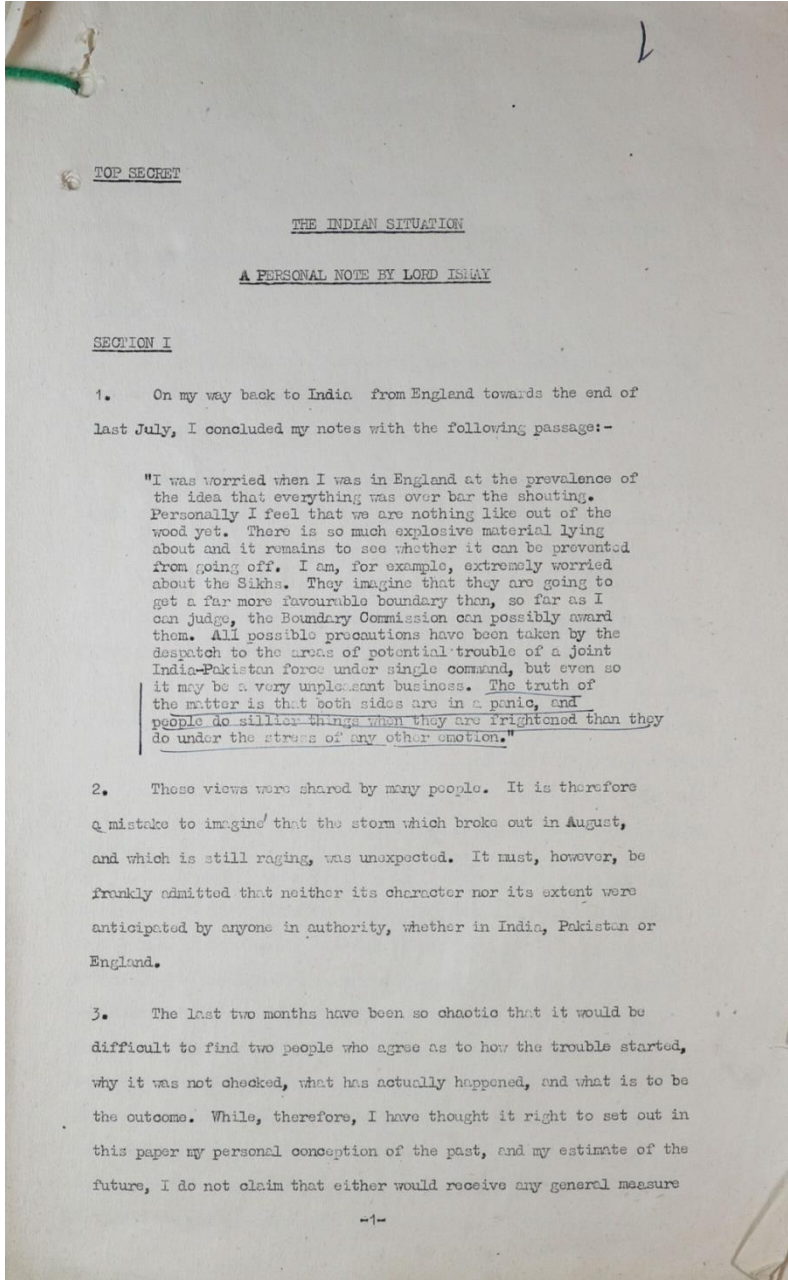 TOP SECRET
THE INDIAN SITUATION
A PERSONAL NOTE BY LORD ISMAY
SECTION I
1. On my way back to India from England towards the end of
last July, I concluded my notes with the following passage:-
"I was worried when I was in England at the prevalence of
the idea that everything was over bar the shouting.
Personally I feel that we are nothing like out of the
wood yet. There is so much explosive material lying
about and it remains to see whether it can be prevented
from going off. I am, for example, extremely worried
about the Sikhs. They imagine that they are going to
get a far more favourable boundary than, so far as I
can judge, the Boundary Commission can possibly award
them. All possible precautions have been taken by the
despatch to the areas of potential trouble of a joint
India-Pakistan force under single command, but even so
it may be a very unpleasant business. The truth of
the matter is that both sides are in a panic, and
people do sillier things when they are frightened than they
do under the stress of any other emotion."
2. These views were shared by many people. It is therefore
a mistake to imagine that the storm which broke out in August,
and which is still raging, was unexpected. It must, however, be
frankly admitted that neither its character nor its extent were
anticipated by anyone in authority, whether in India, Pakistan or
England.
3. The last two months have been so chaotic that it would be
difficult to find two people who agree as to how the trouble started,
why it was not checked, what has actually happened, and what is to be
the outcome. While, therefore, I have thought it right to set out in
this paper my personal conception of the past, and my estimate of the
future, I do not claim that either would receive any general measure
-1-